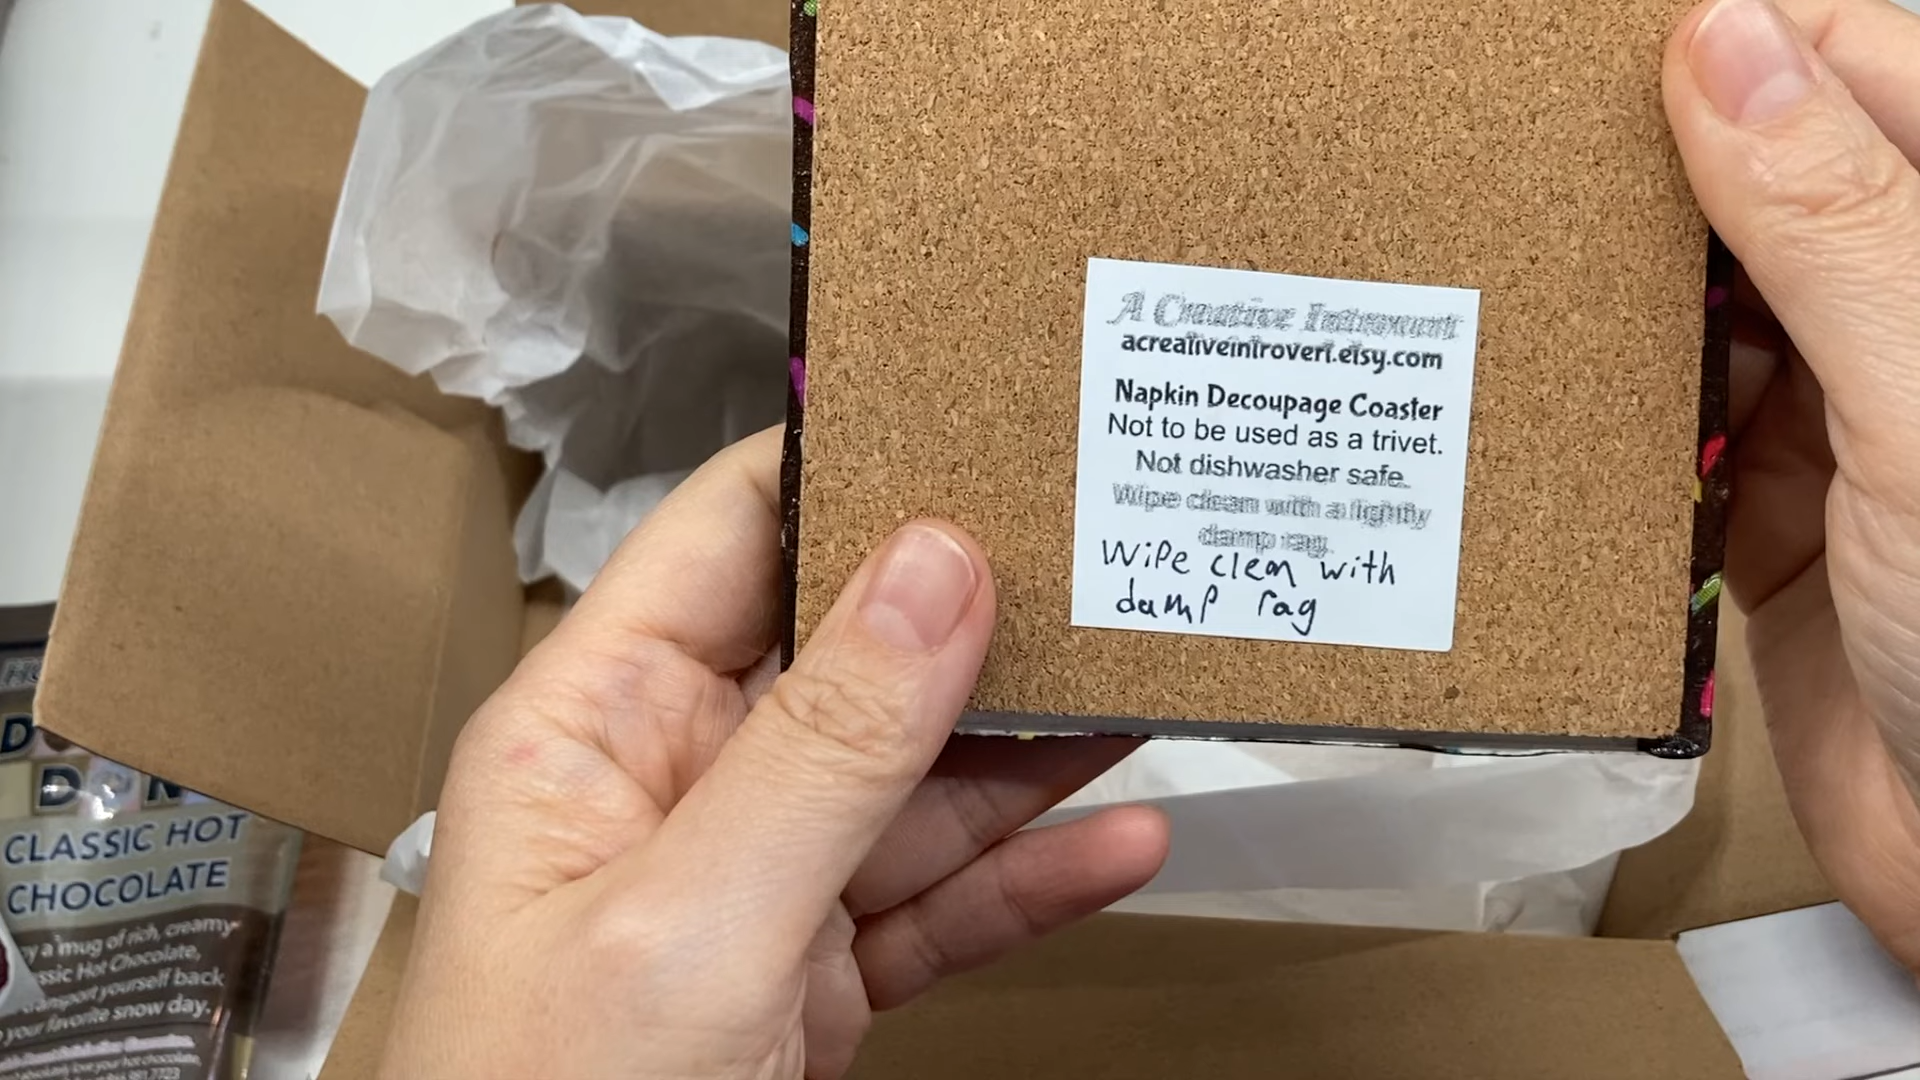 A Creative Introvert
acreativeintrovert.etsy.com
Napkin Decoupage Coaster
Not to be used as a trivet.
Not dishwasher safe.
Wipe clean with a lightly
damp rag.
Wipe clean with
damp rag
CLASSIC HOT
CHOCOLATE
a mug of rich, creamy
Hot Chocolate,
yourself back
your favorite snow day.